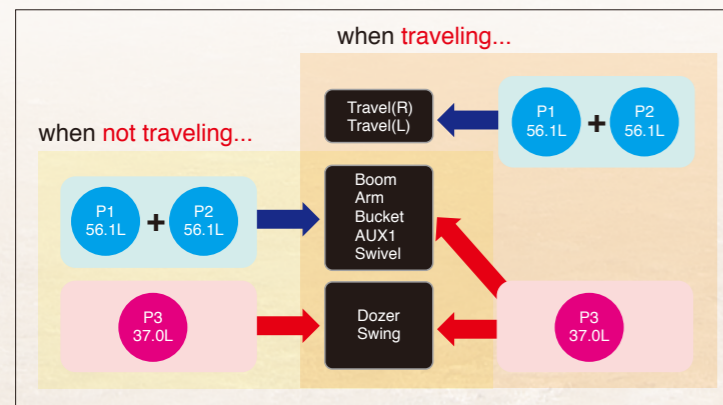 when traveling...
Travel(R)
Travel(L)
P1
56.1L
+
P2
56.1L
when not traveling...
P1
56.1L
+
P2
56.1L
Boom
Arm
Bucket
AUX1
Swivel
P3
37.0L
Dozer
Swing
P3
37.0L